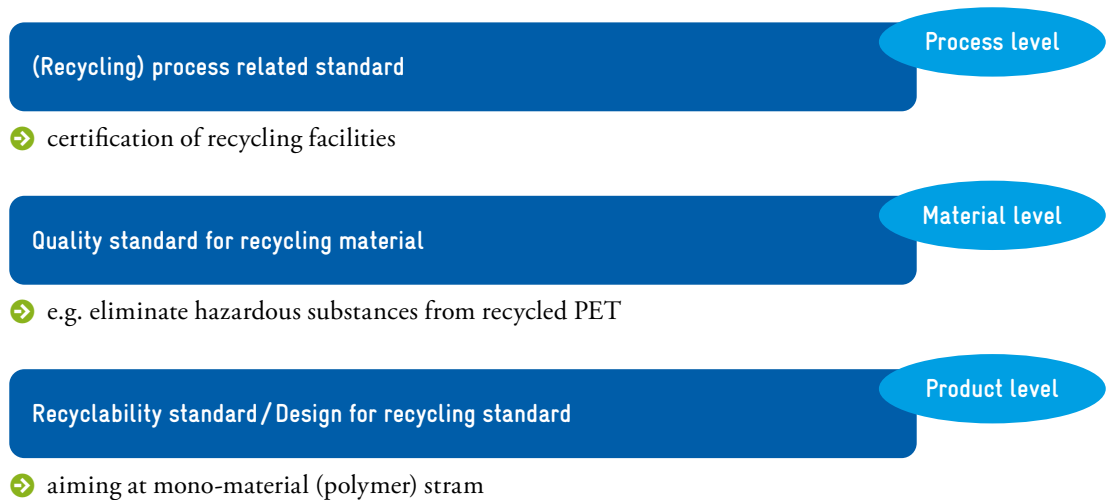 Process level
(Recycling) process related standard
certification of recycling facilities
Material level
Quality standard for recycling material
e.g. eliminate hazardous substances from recycled PET
Product level
Recyclability standard / Design for recycling standard
aiming at mono-material (polymer) stram